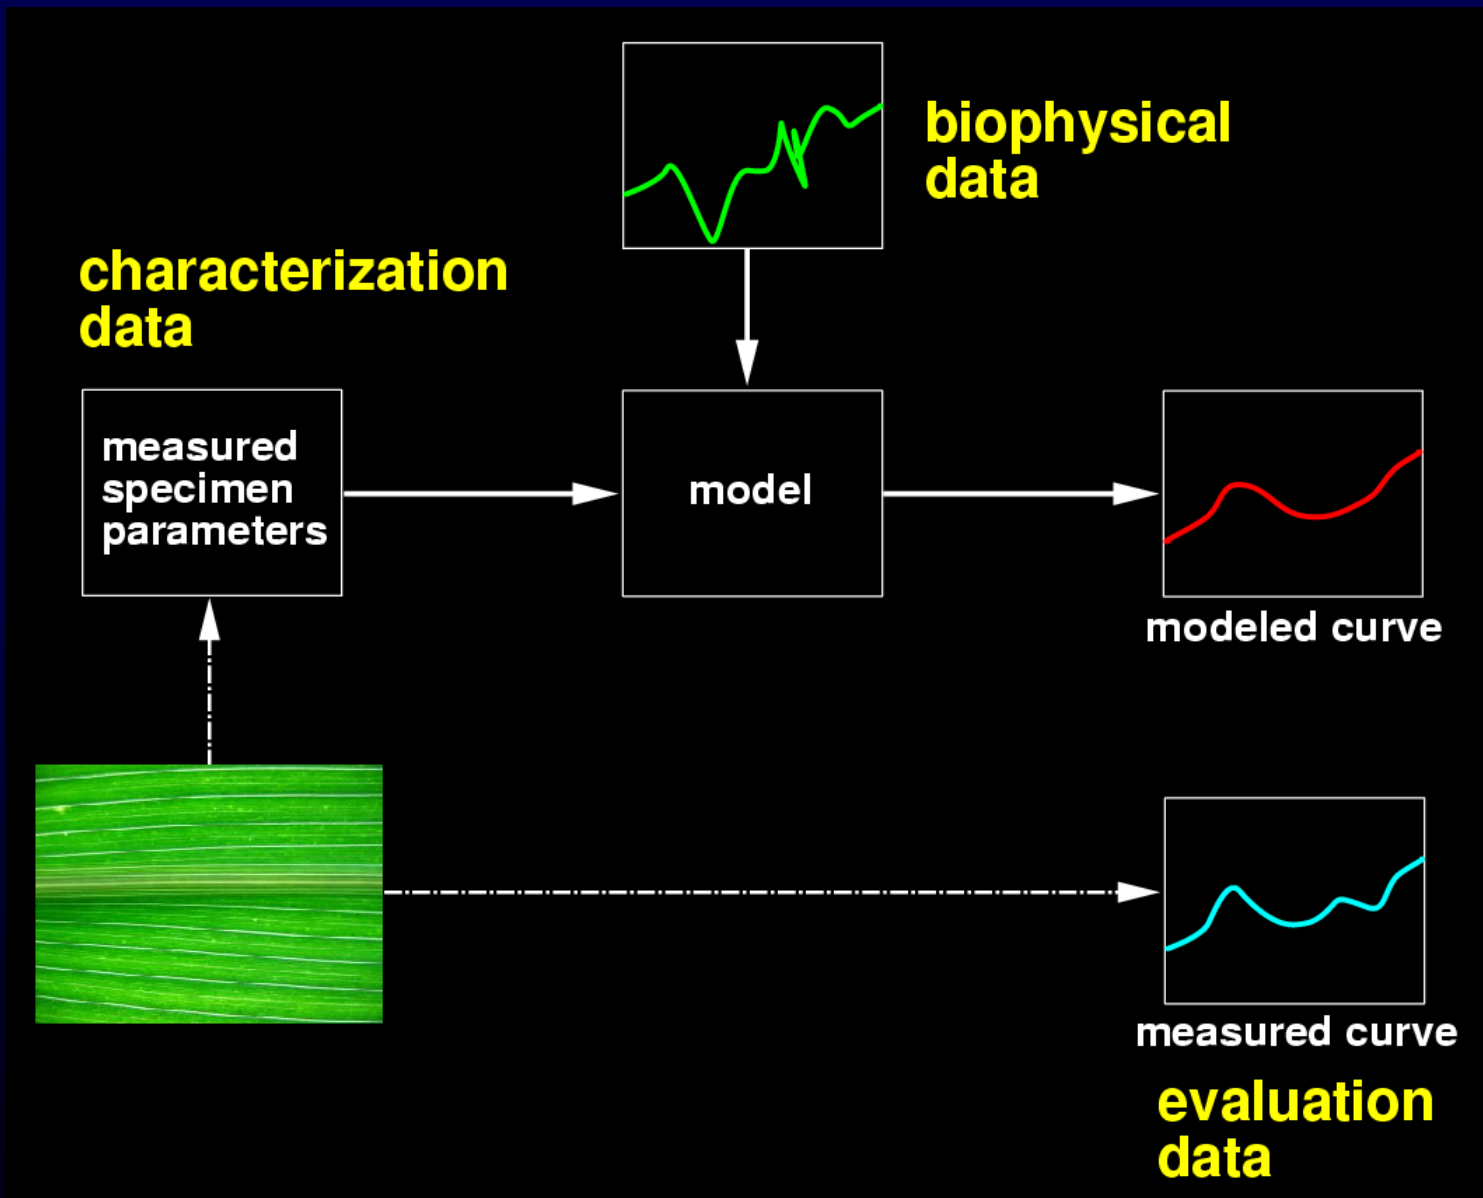 biophysical
data
characterization
data
measured
specimen
parameters
model
modeled curve
measured curve
evaluation
data